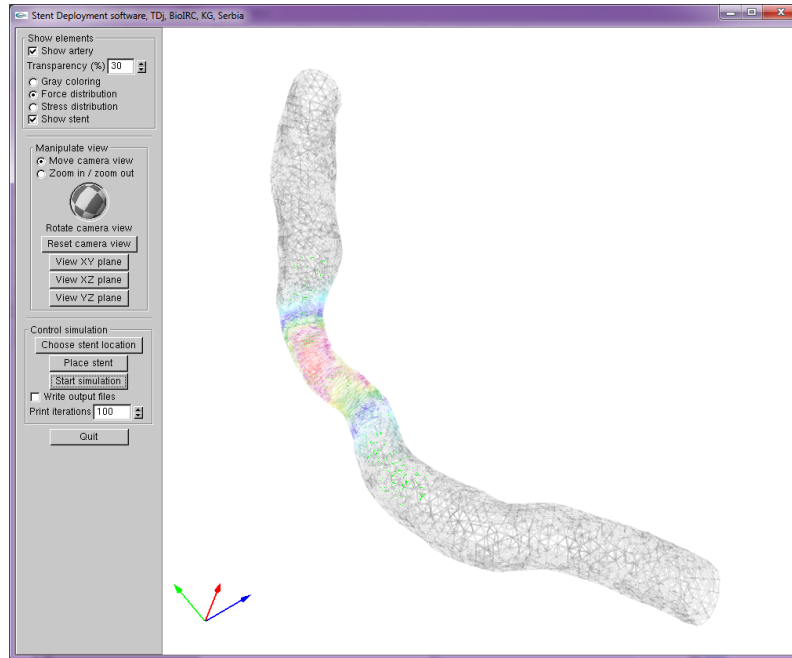 Stent Deployment software, TDj, BioIRC, KG, Serbia
Show elements
Show artery
Transparency (%) 30
Gray coloring
Force distribution
Stress distribution
Show stent
Manipulate view
Move camera view
Zoom in / zoom out
Rotate camera view
Reset camera view
View XY plane
View XZ plane
View YZ plane
Control simulation
Choose stent location
Place stent
Start simulation
Write output files
Print iterations 100
Quit